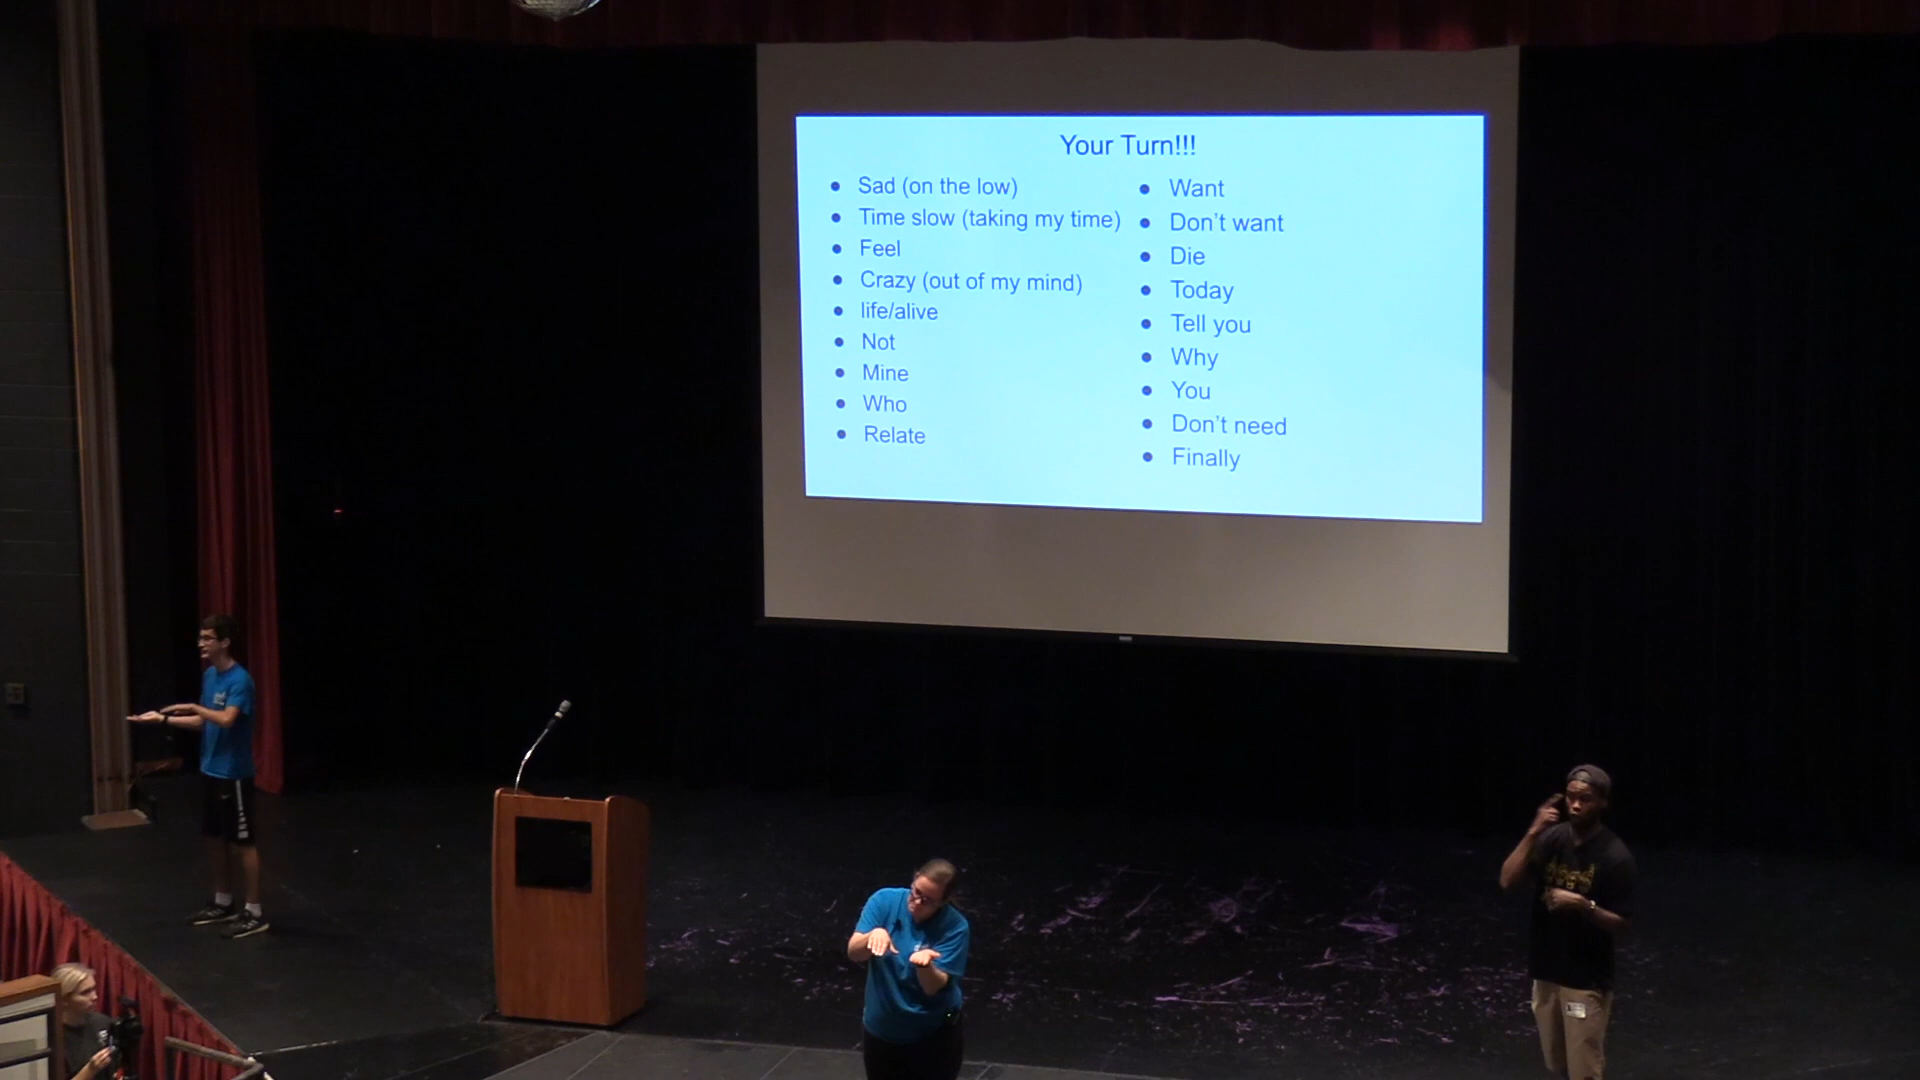 Your Turn!!!
Sad (on the low)
Time slow (taking my time)
Feel
Crazy (out of my mind)
life/alive
Not
Mine
Who
Relate
Want
Don't want
Die
Today
Tell you
Why
You
Don't need
Finally